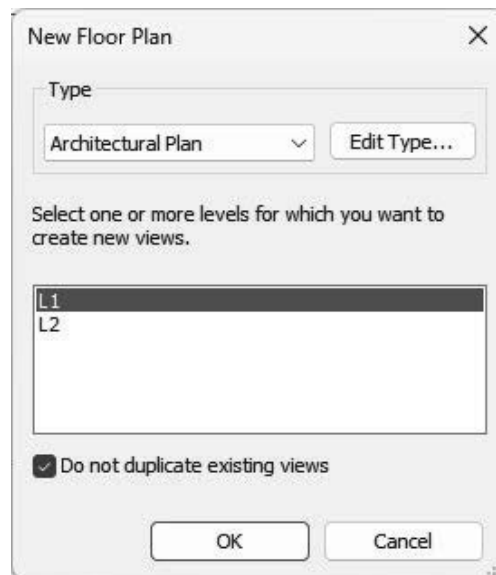 New Floor Plan
Type
Architectural Plan
Edit Type...
Select one or more levels for which you want to
create new views.
L1
L2
Do not duplicate existing views
OK
Cancel